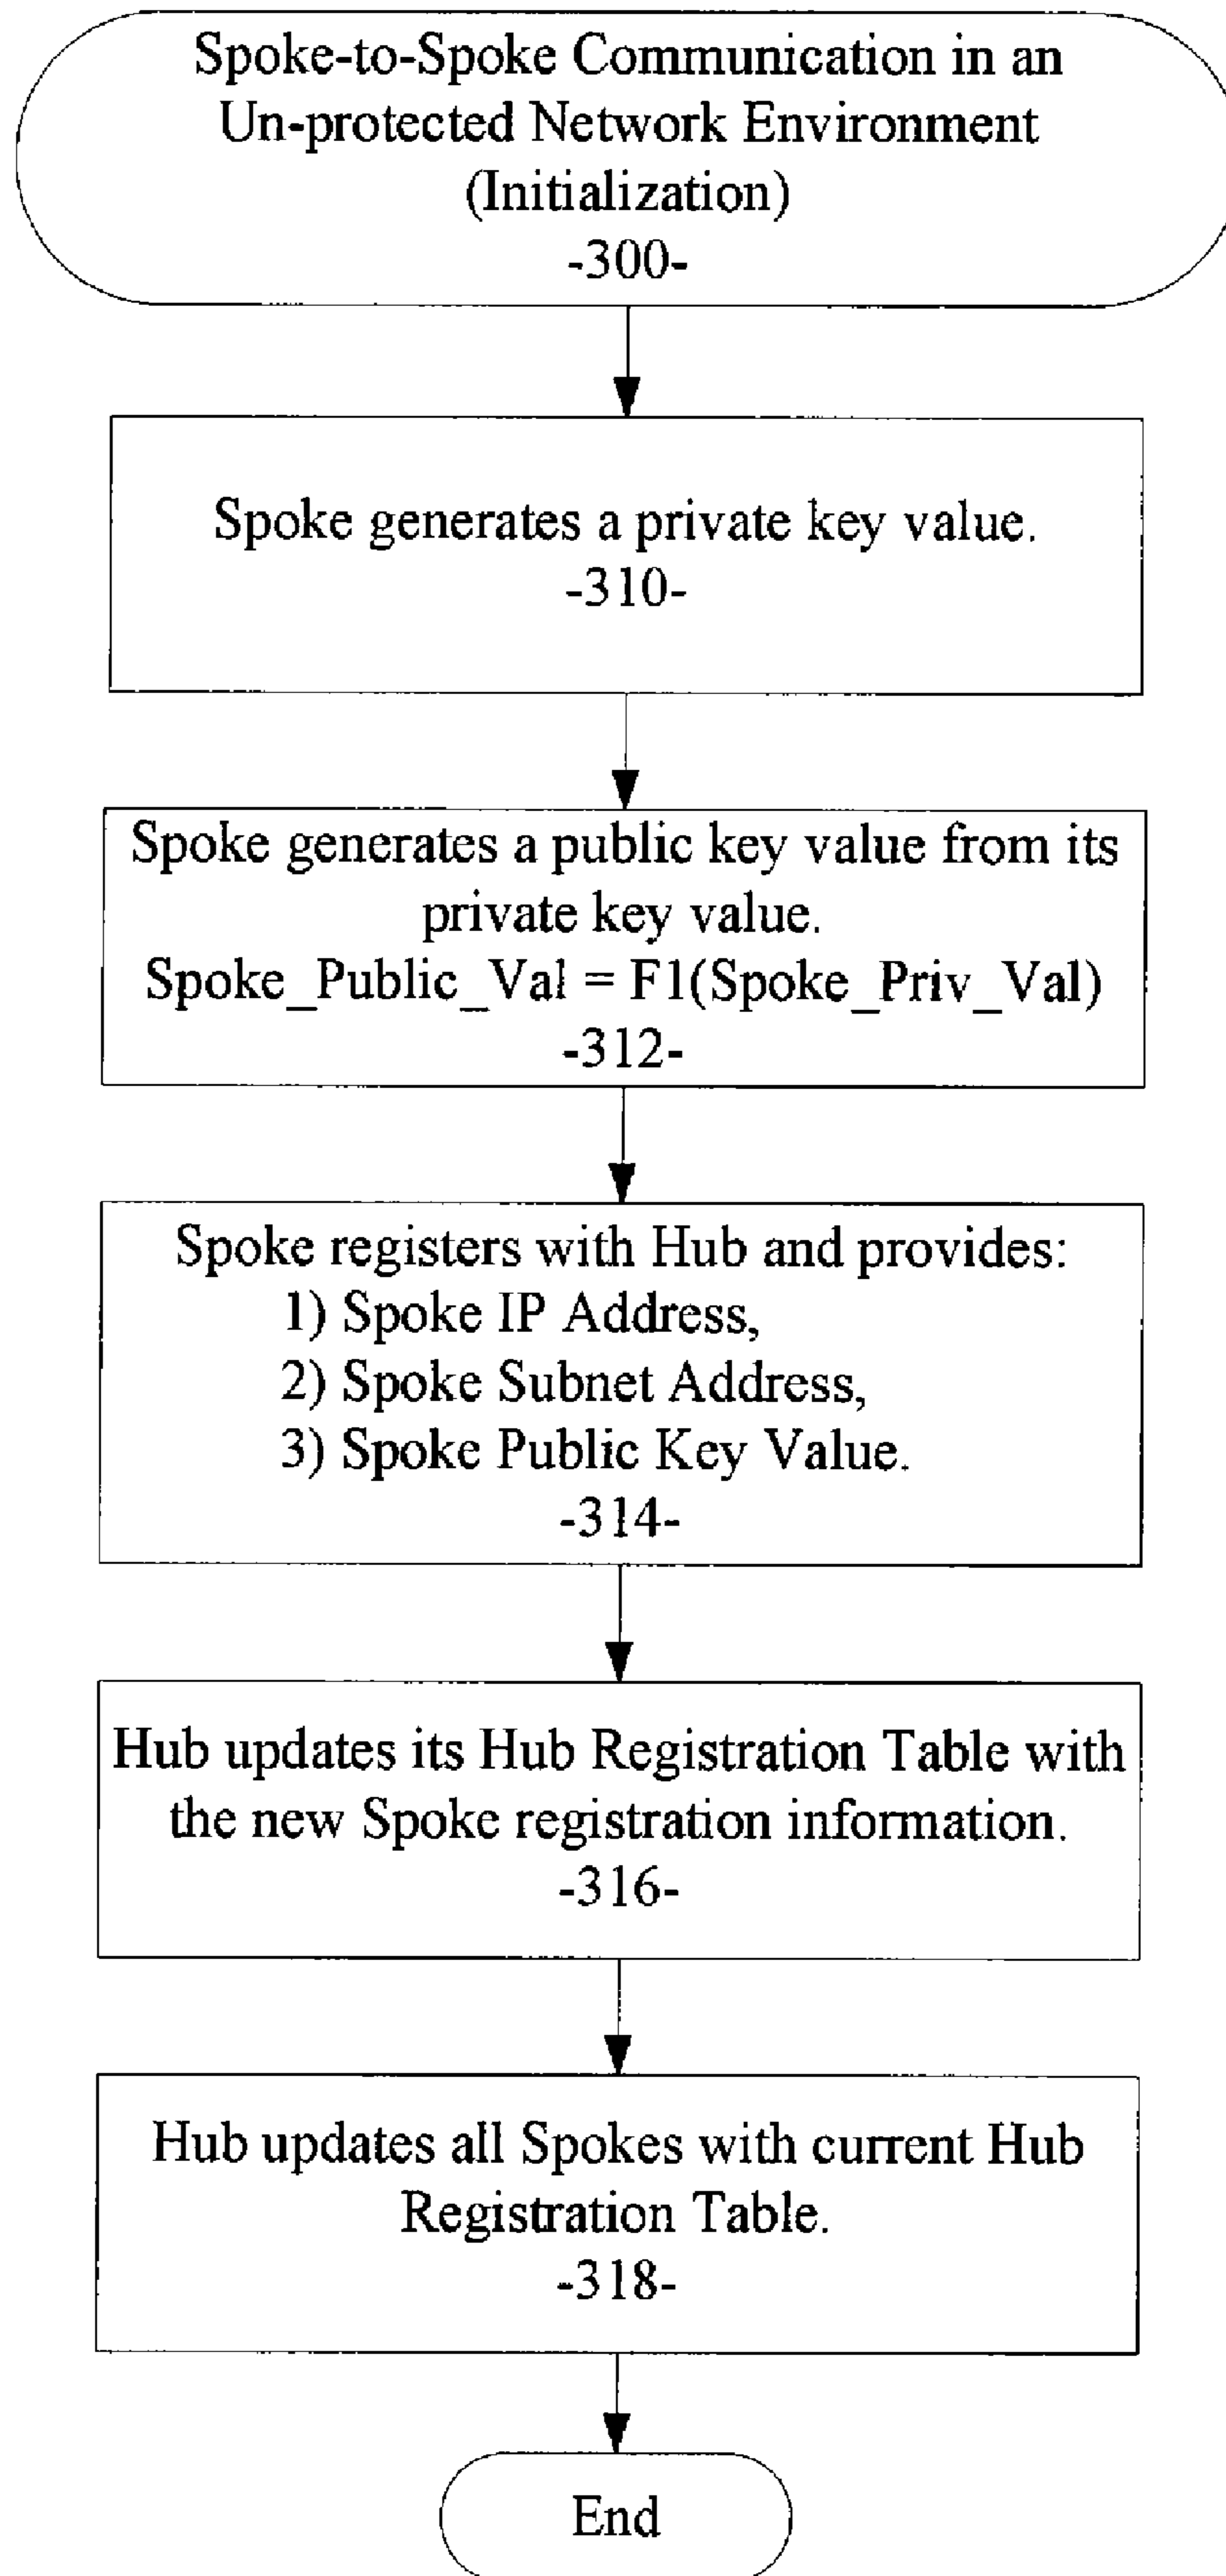 Spoke-to-Spoke Communication in an
Un-protected Network Environment
(Initialization)
-300-
Spoke generates a private key value.
-310-
Spoke generates a public key value from its
private key value.
Spoke_Public_Val = F1(Spoke_Priv_Val)
-312-
Spoke registers with Hub and provides:
1) Spoke IP Address,
2) Spoke Subnet Address,
3) Spoke Public Key Value.
-314-
Hub updates its Hub Registration Table with
the new Spoke registration information.
-316-
Hub updates all Spokes with current Hub
Registration Table.
-318-
End